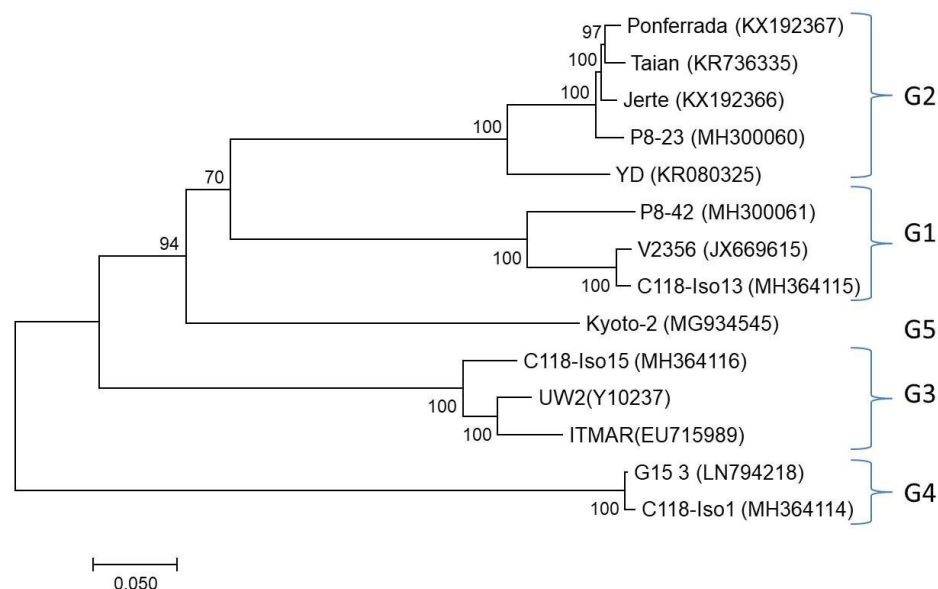 97 Ponferrada (KX192367)
100 Taian (KR736335)
100 Jerte (KX192366)
G2
100 P8-23 (MH300060)
70 YD (KR080325)
P8-42 (MH300061)
G1
94 V2356 (JX669615)
100
100 C118-Iso13 (MH364115)
Kyoto-2 (MG934545) G5
C118-Iso15 (MH364116)
100 UW2(Y10237) G3
100 ITMAR(EU715989)
G15 3 (LN794218)
G4
100 C118-Iso1 (MH364114)
0.050